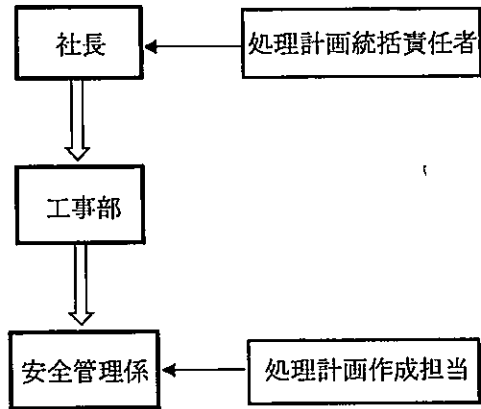 社長
処理計画統括責任者
工事部
安全管理係
処理計画作成担当